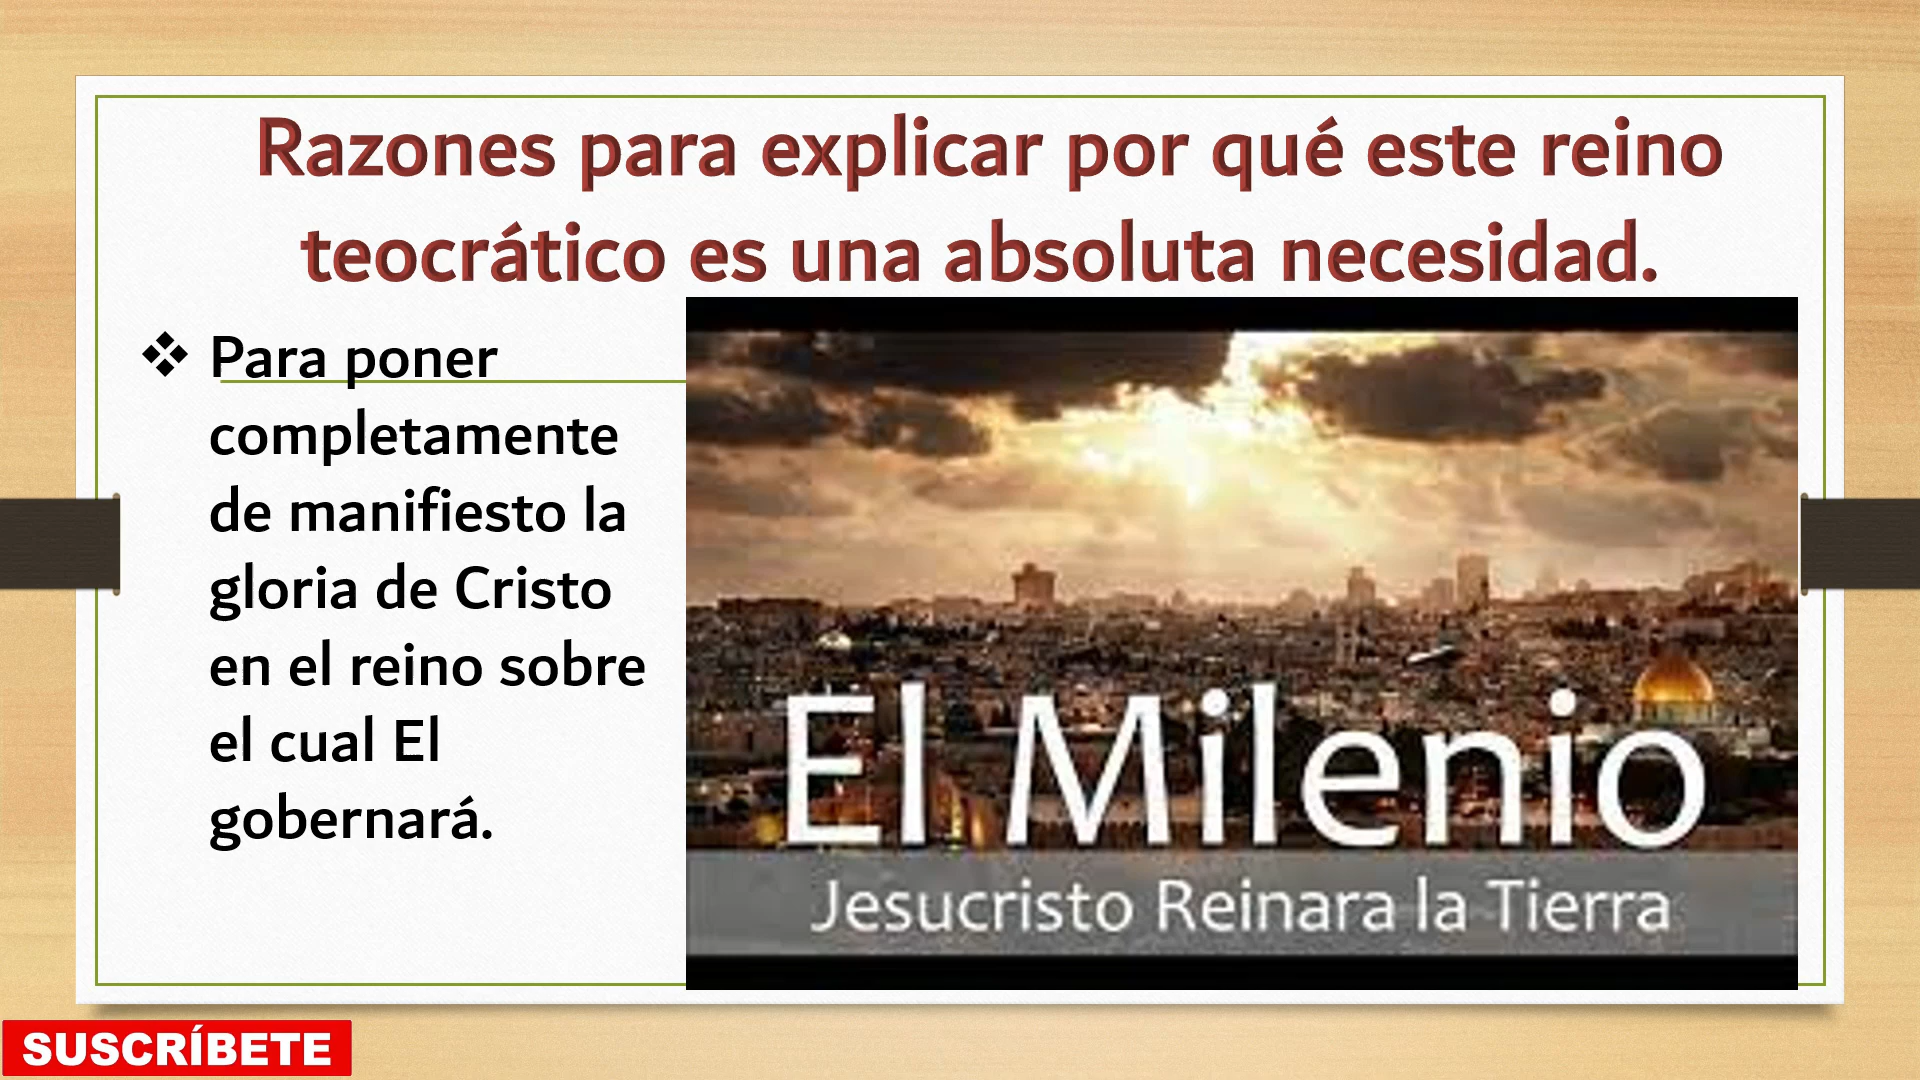 Razones para explicar por qué este reino
teocrático es una absoluta necesidad.
❖ Para poner
completamente
de manifiesto la
gloria de Cristo
en el reino sobre
el cual El
gobernará.
El Milenio
Jesucristo Reinara la Tierra
SUSCRÍBETE